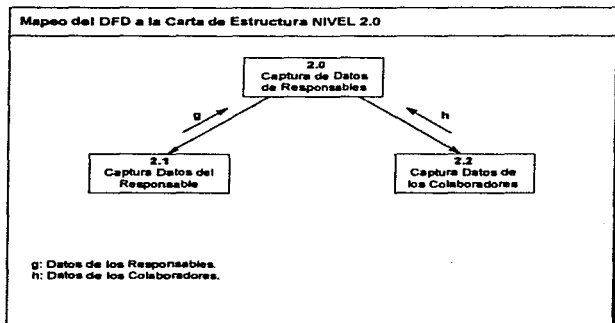 Mapeo del DFD a la Carta de Estructura NIVEL 2.0
2.0
Captura de Datos
de Responsables
g
h
2.1
Captura Datos del
Responsable
2.2
Captura Datos de
los Colaboradores
g: Datos de los Responsables.
h: Datos de los Colaboradores.